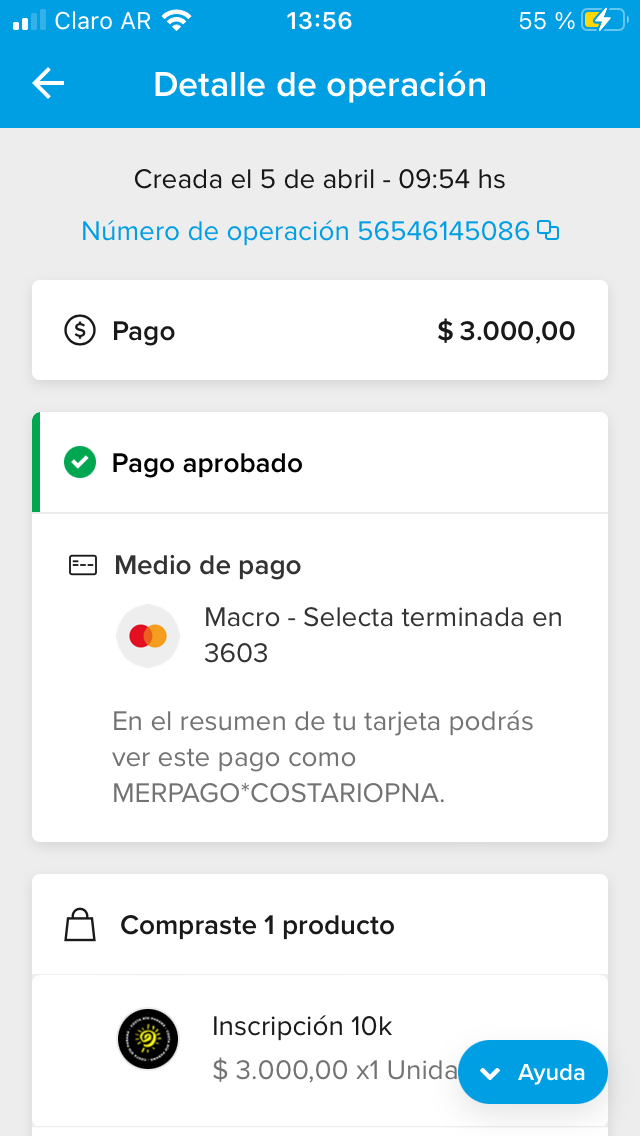 Claro AR
13:56
55 %
Detalle de operación
Creada el 5 de abril - 09:54 hs
Número de operación 56546145086
Pago
$ 3.000,00
Pago aprobado
Medio de pago
Macro - Selecta terminada en
3603
En el resumen de tu tarjeta podrás
ver este pago como
MERPAGO*COSTARIOPNA.
Compraste 1 producto
Inscripción 10k
$ 3.000,00 x1 Unida
Ayuda